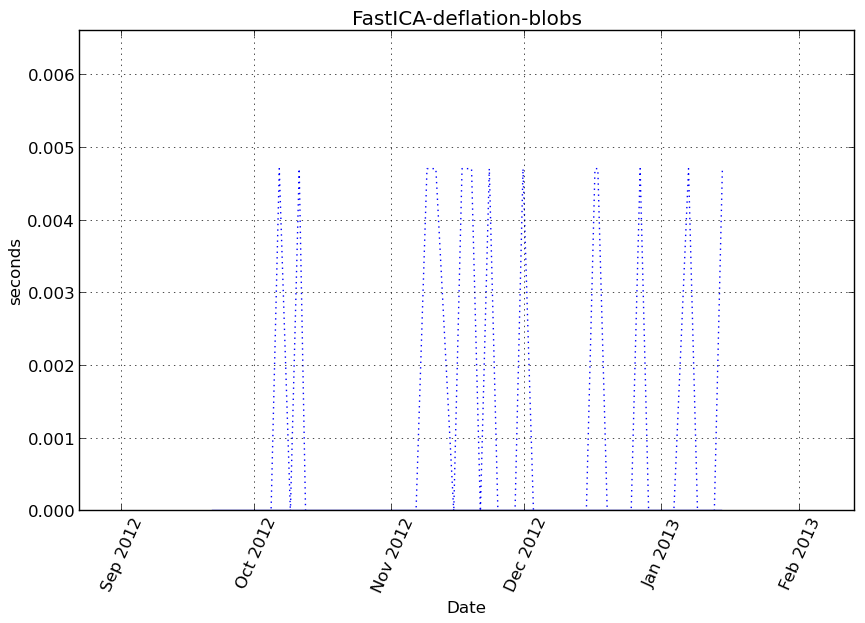 FastICA-deflation-blobs
0.006
0.005
0.004
0.003
0.002
0.001
0.000
seconds
Sep 2012
Oct 2012
Nov 2012
Dec 2012
Jan 2013
Feb 2013
Date